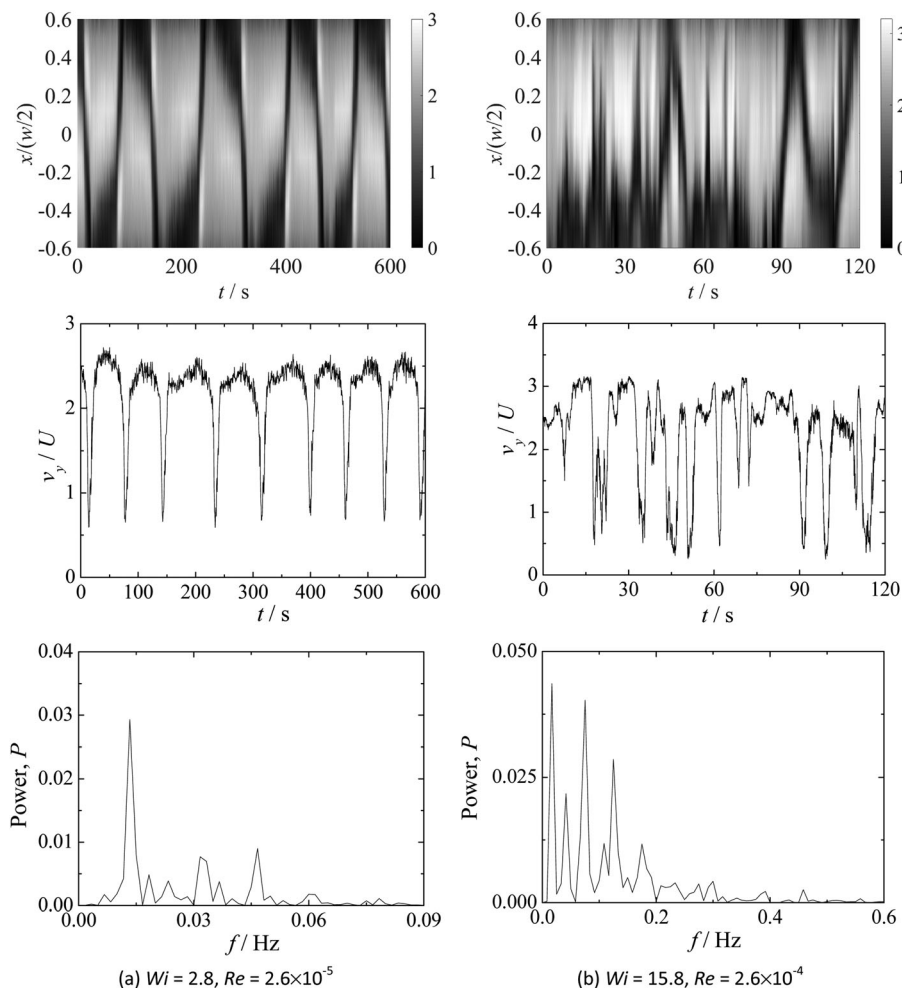 0.6
0.4
0.2
0
-0.2
-0.4
-0.6
x/(w/2)
0 200 400 600
t / s
3
2
1
0
0.6
0.4
0.2
0
-0.2
-0.4
-0.6
x/(w/2)
0 30 60 90 120
t / s
3
2
1
0
3
2
1
0
v_y / U
0 100 200 300 400 500 600
t / s
4
3
2
1
0
v_y / U
0 30 60 90 120
t / s
0.04
0.03
0.02
0.01
0.00
Power, P
0.00 0.03 0.06 0.09
f / Hz
0.050
0.025
0.000
Power, P
0.0 0.2 0.4 0.6
f / Hz
(a) Wi = 2.8, Re = 2.6×10⁻⁵
(b) Wi = 15.8, Re = 2.6×10⁻⁴